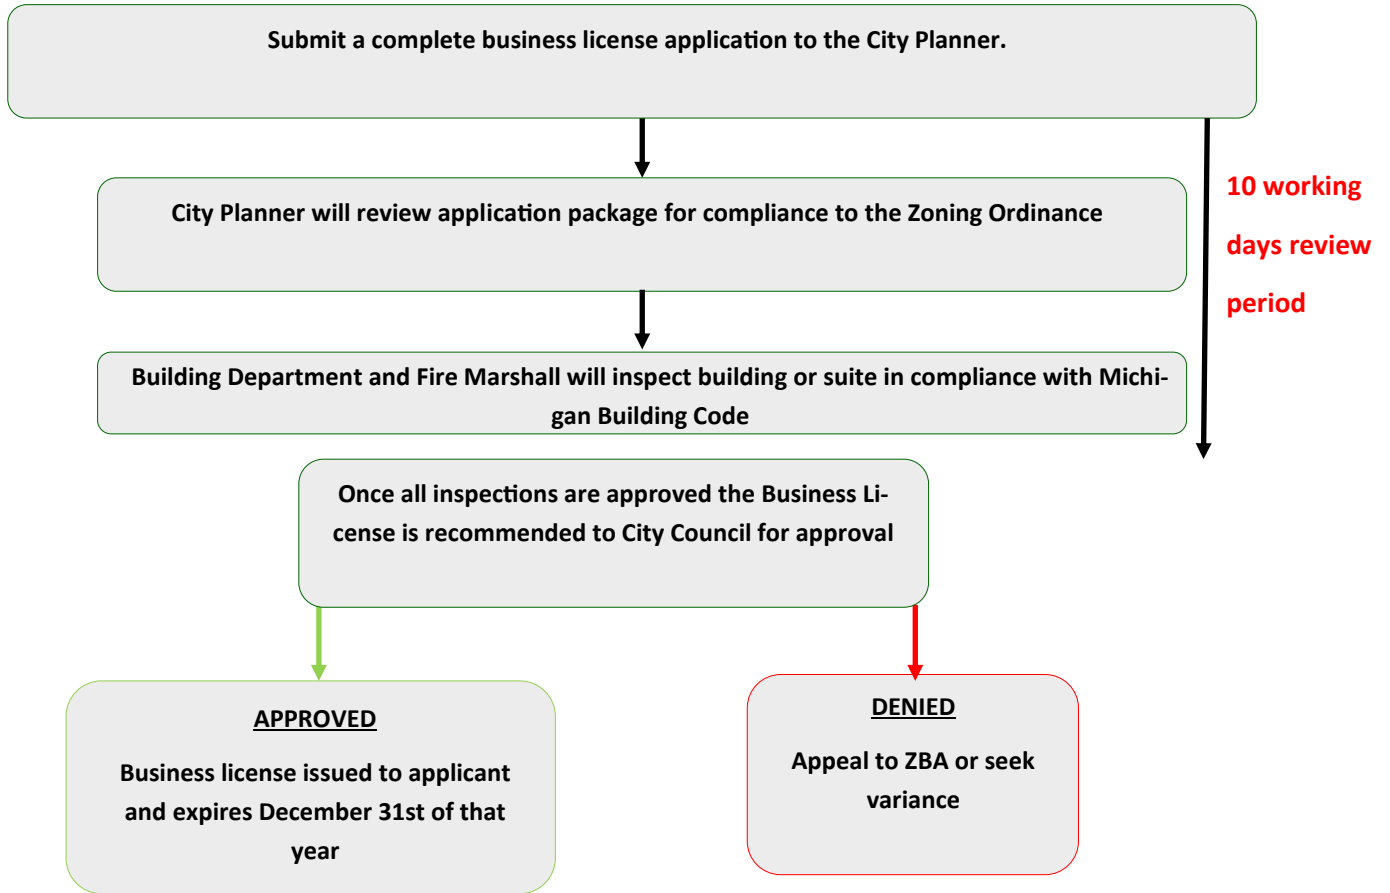 Submit a complete business license application to the City Planner.
City Planner will review application package for compliance to the Zoning Ordinance
10 working
days review
period
Building Department and Fire Marshall will inspect building or suite in compliance with Michi-
gan Building Code
Once all inspections are approved the Business Li-
cense is recommended to City Council for approval
APPROVED
Business license issued to applicant
and expires December 31st of that
year
DENIED
Appeal to ZBA or seek
variance